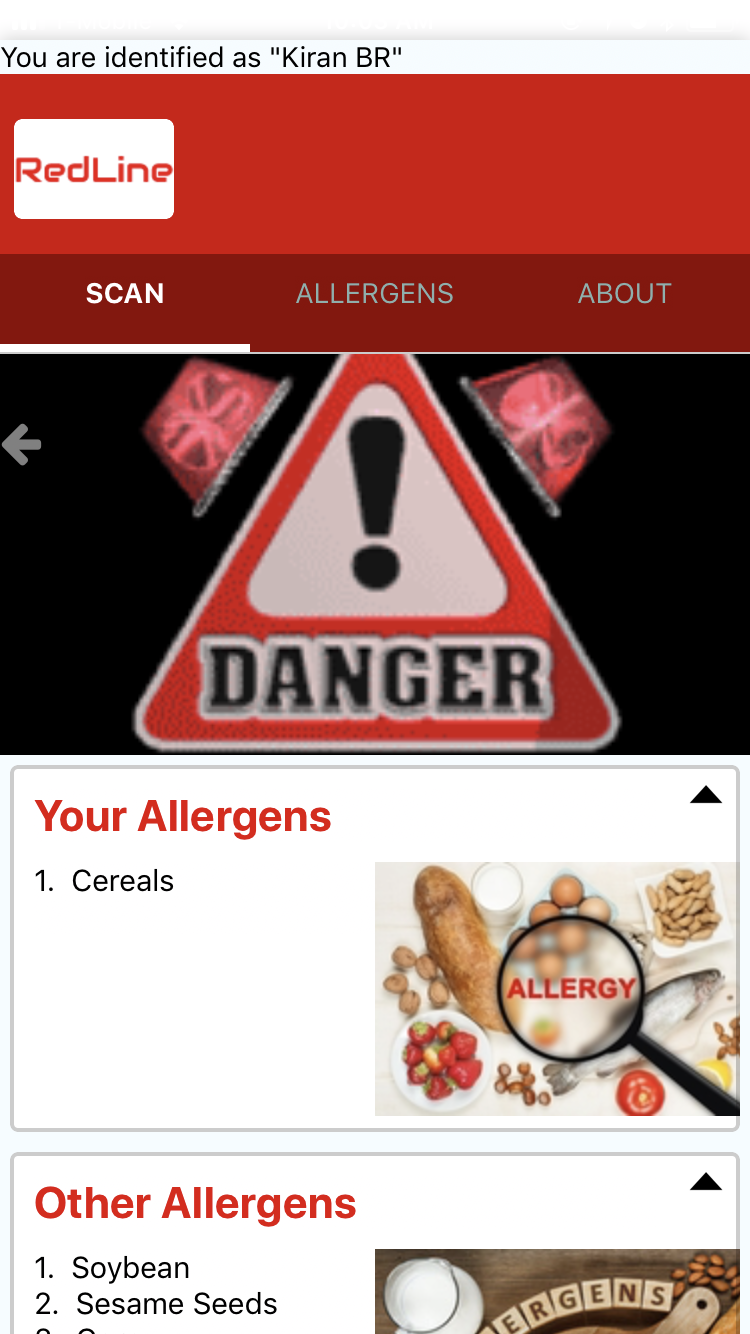 You are identified as "Kiran BR"
RedLine
SCAN ALLERGENS ABOUT
DANGER
Your Allergens
1. Cereals
ALLERGY
Other Allergens
1. Soybean
2. Sesame Seeds
ERGENS